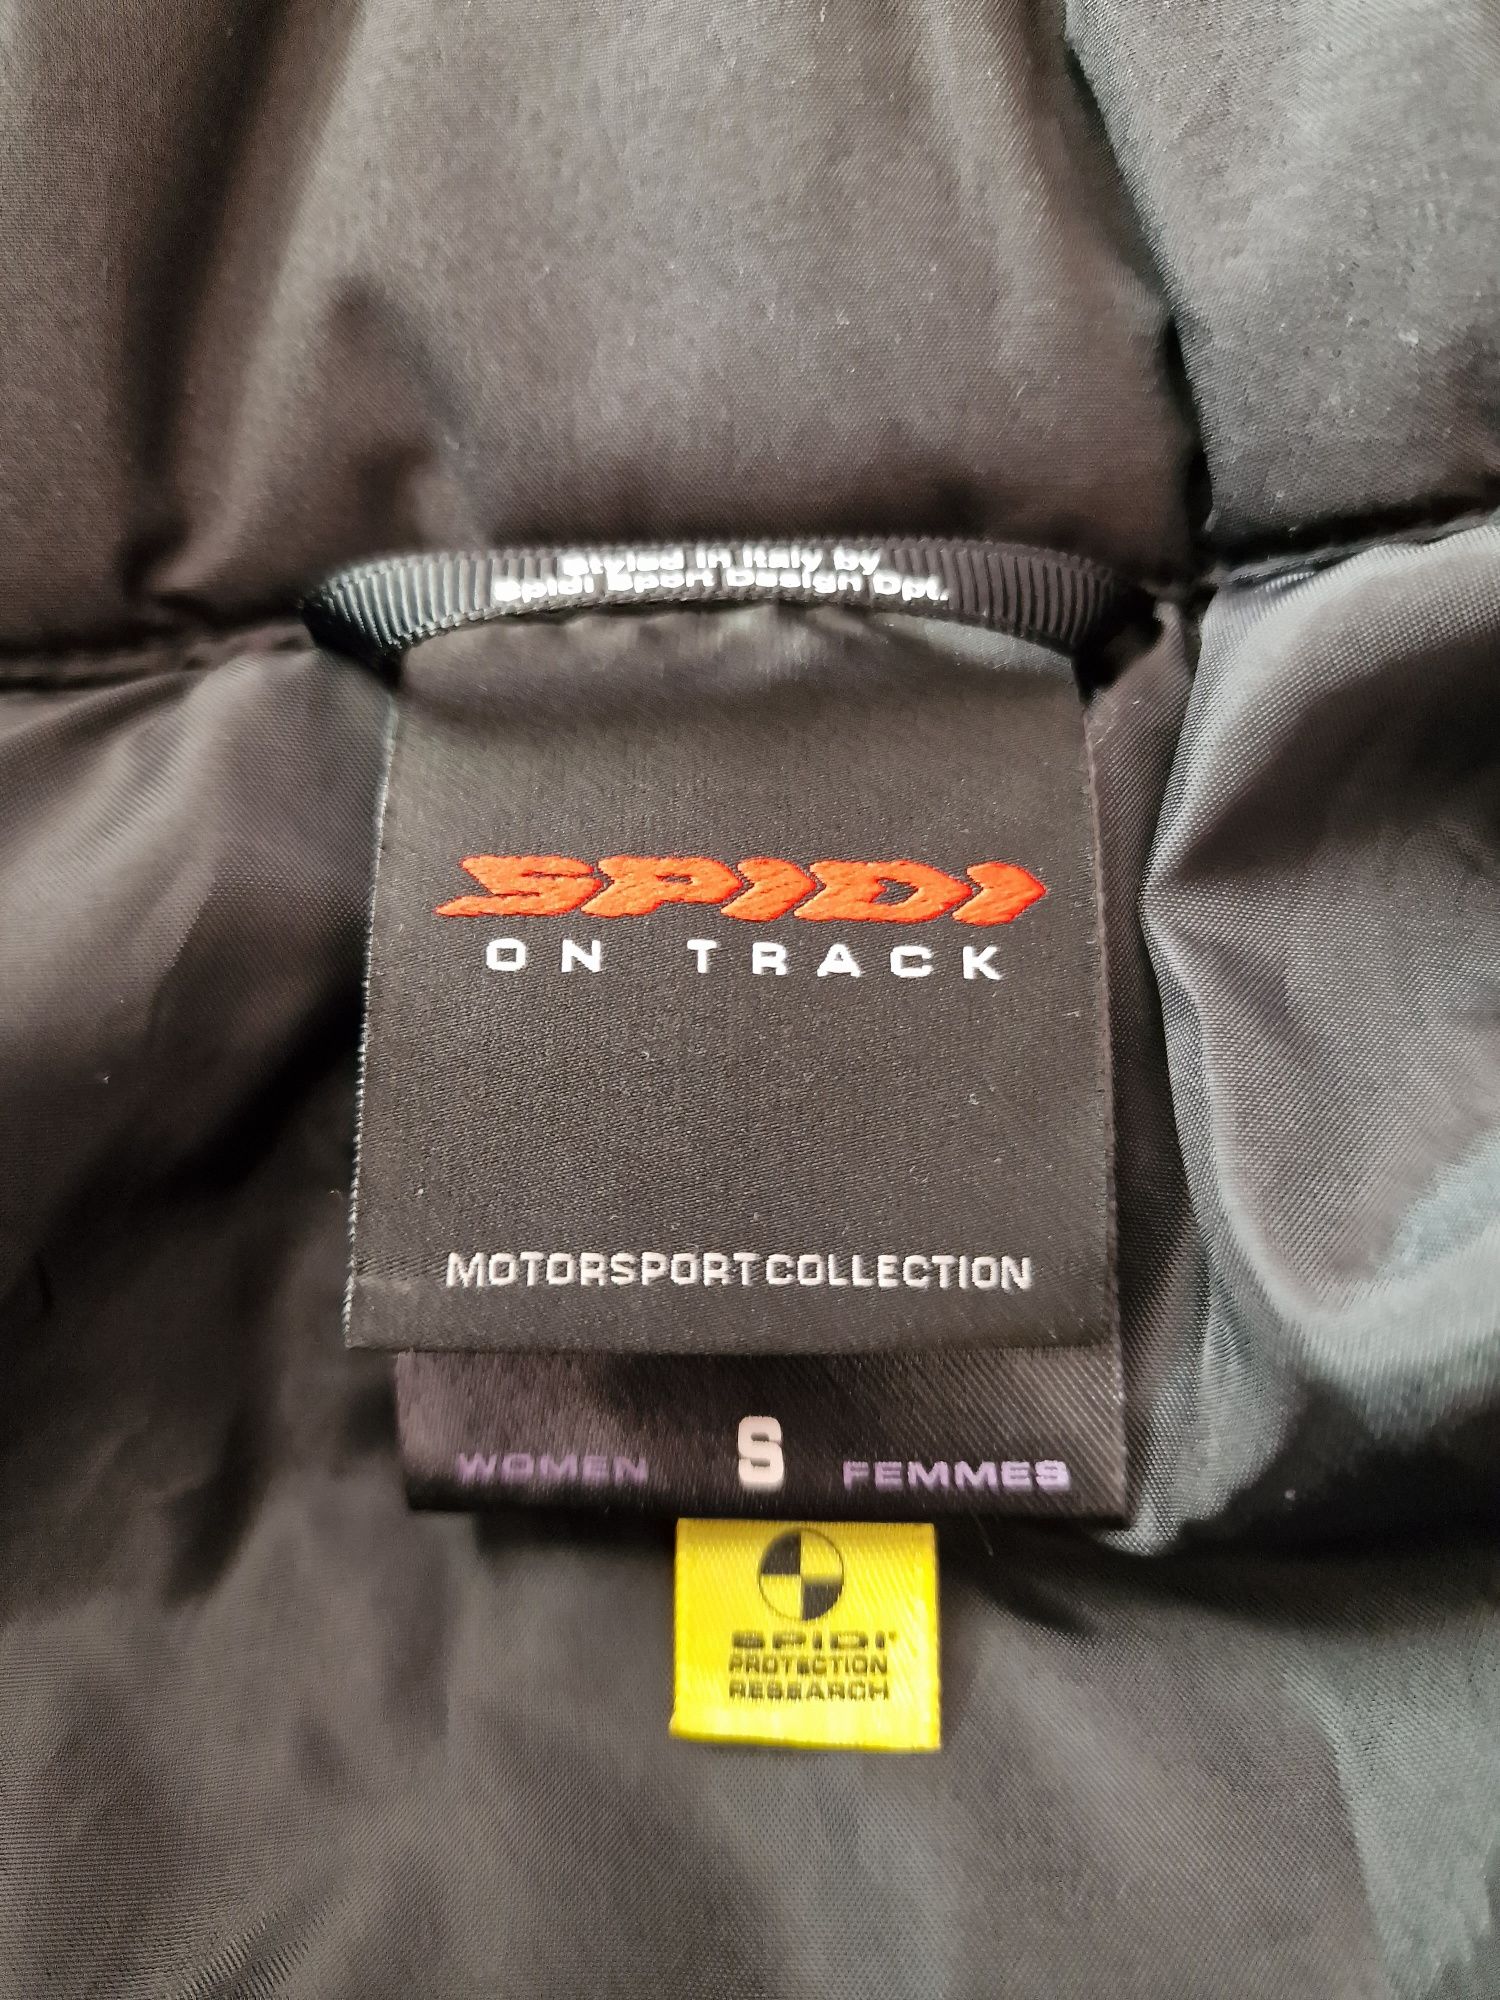 Styled in Italy by
Spidi Sport Design Dpt.
SPIDI
ON TRACK
MOTORSPORT COLLECTION
WOMEN S FEMMES
SPIDI
PROTECTION
RESEARCH